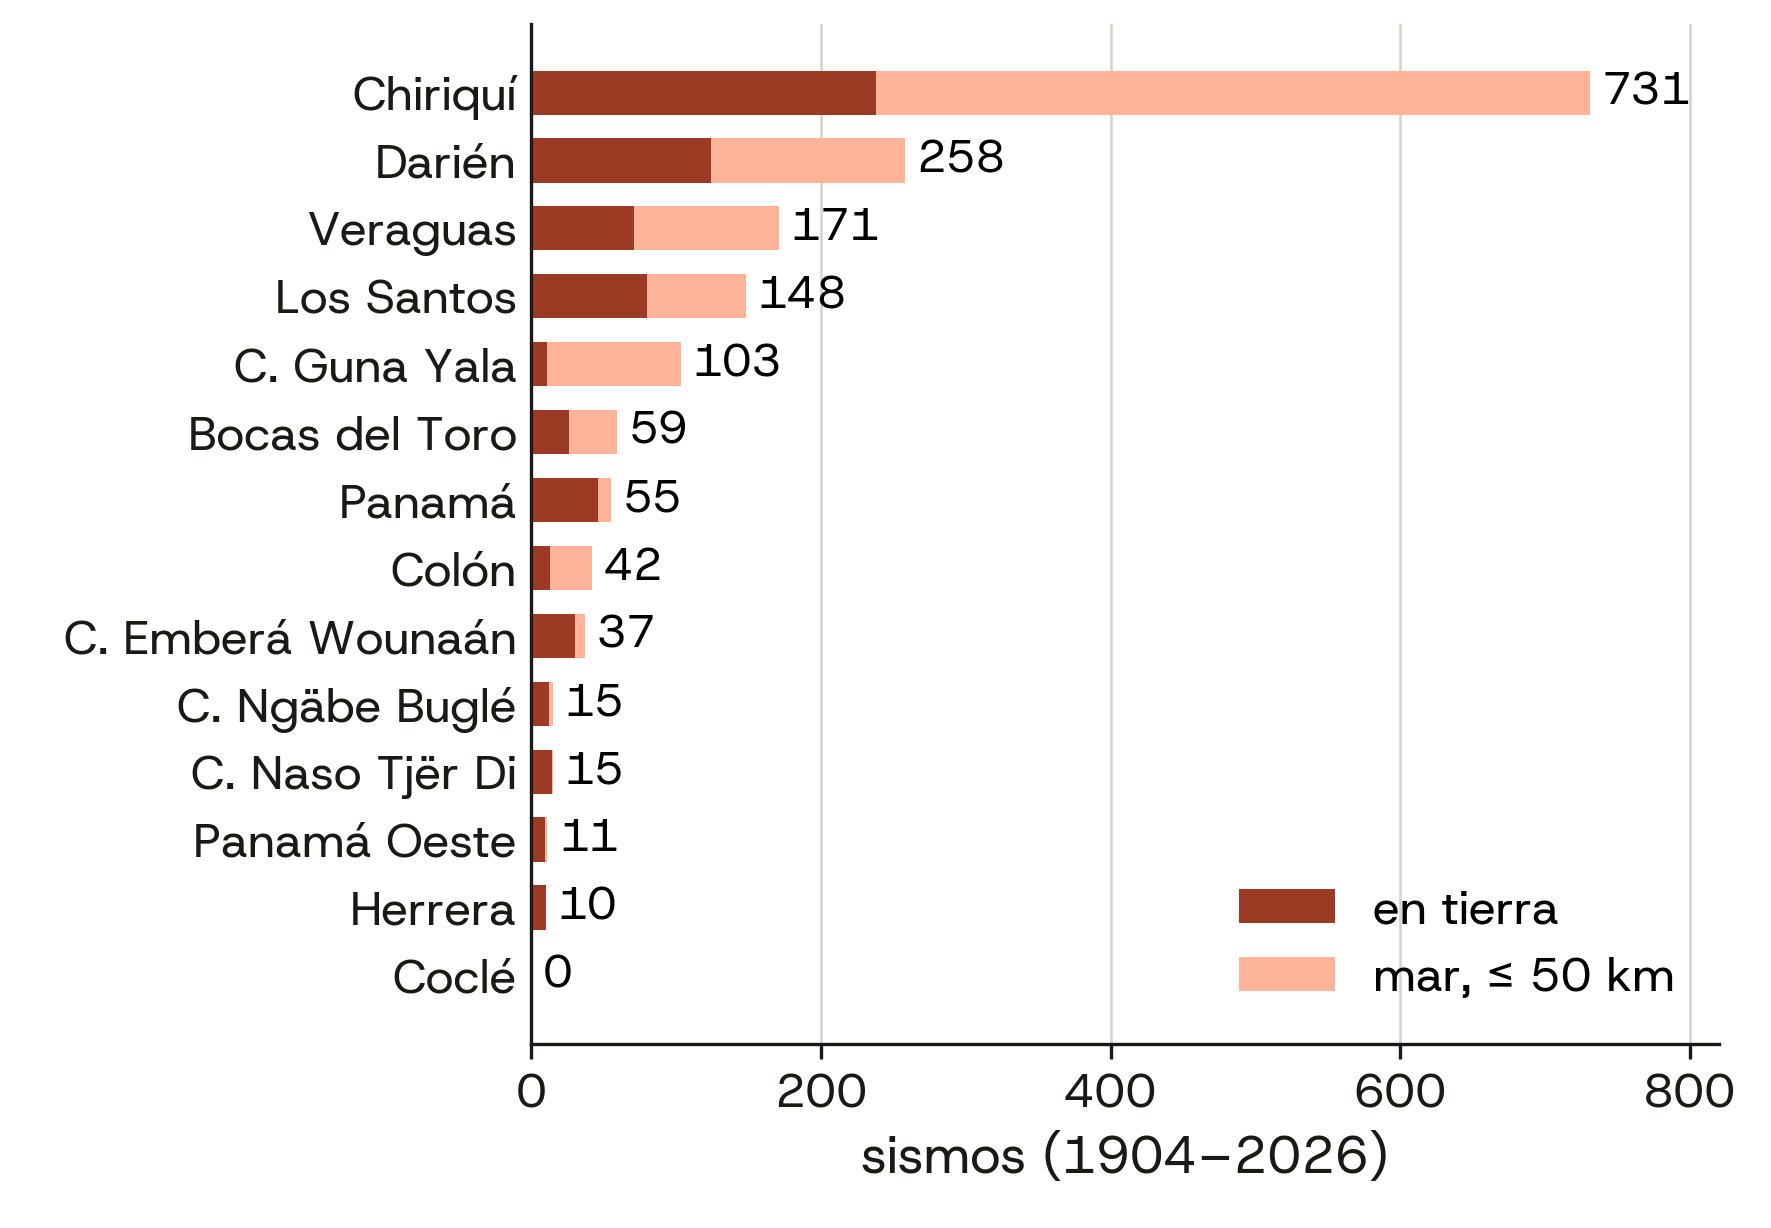 Chiriquí 731
Darién 258
Veraguas 171
Los Santos 148
C. Guna Yala 103
Bocas del Toro 59
Panamá 55
Colón 42
C. Emberá Wounaán 37
C. Ngäbe Buglé 15
C. Naso Tjër Di 15
Panamá Oeste 11
Herrera 10
Coclé 0
en tierra
mar, ≤ 50 km
0 200 400 600 800
sismos (1904–2026)